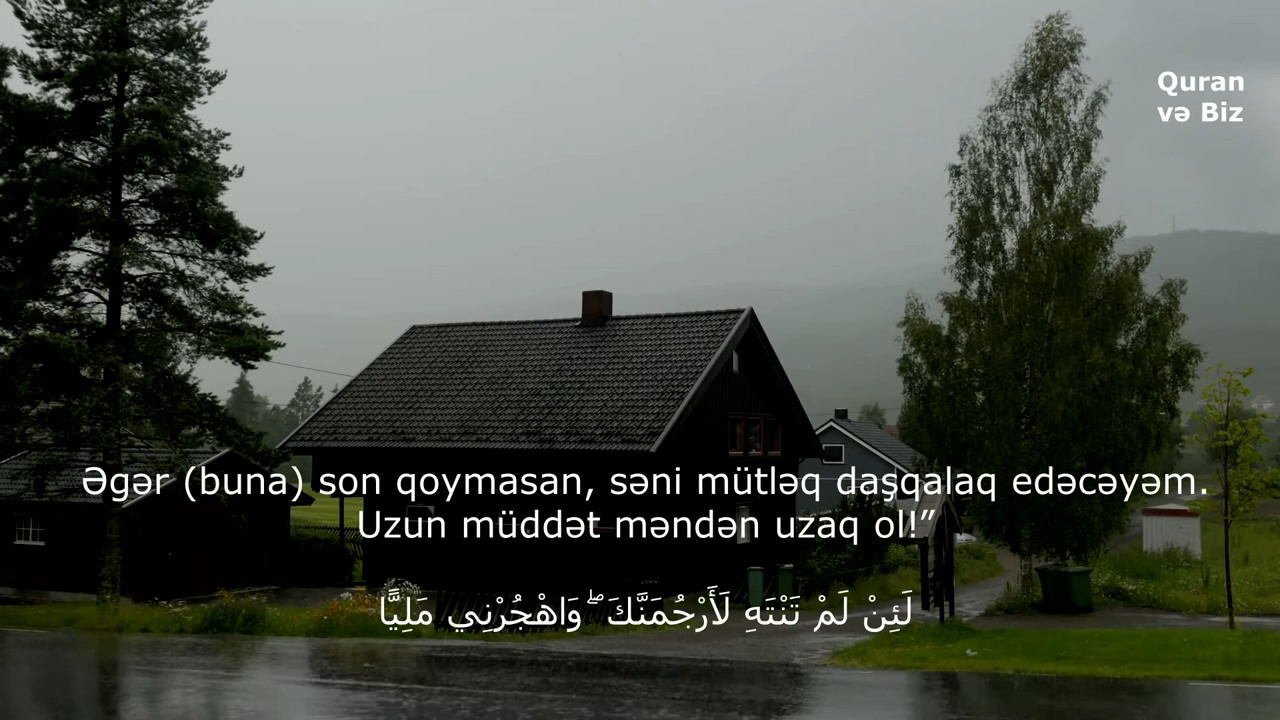 Quran
və Biz
Əgər (buna) son qoymasan, səni mütləq daşqalaq edəcəyəm.
Uzun müddət məndən uzaq ol!”
لَئِنْ لَمْ تَنْتَهِ لَأَرْجُمَنَّكَ ۖ وَاهْجُرْنِي مَلِيًّا